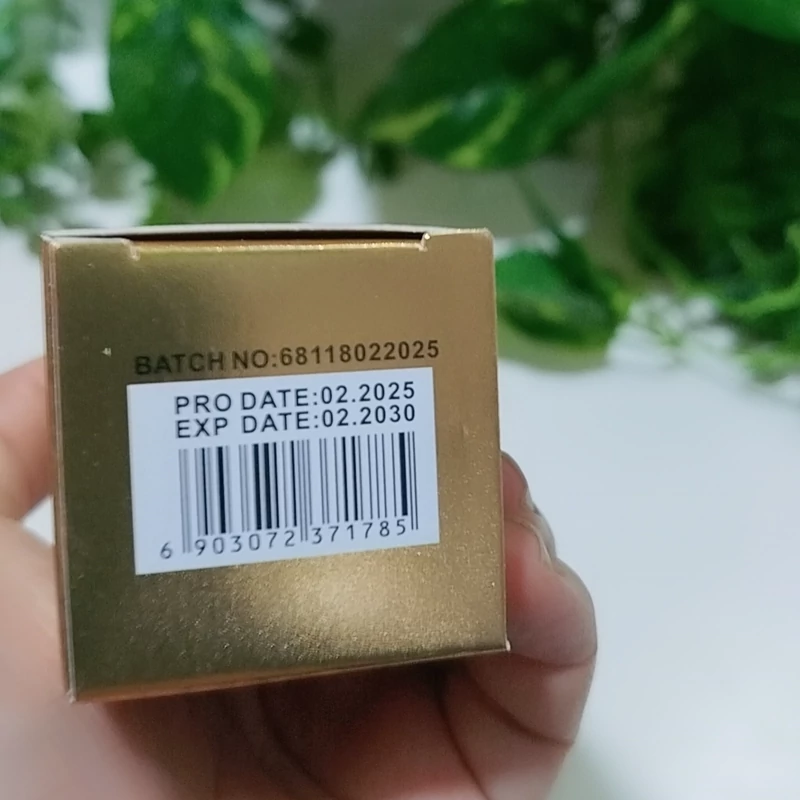 BATCH NO:68118022025
PRO DATE:02.2025
EXP DATE:02.2030
6 903072 371785